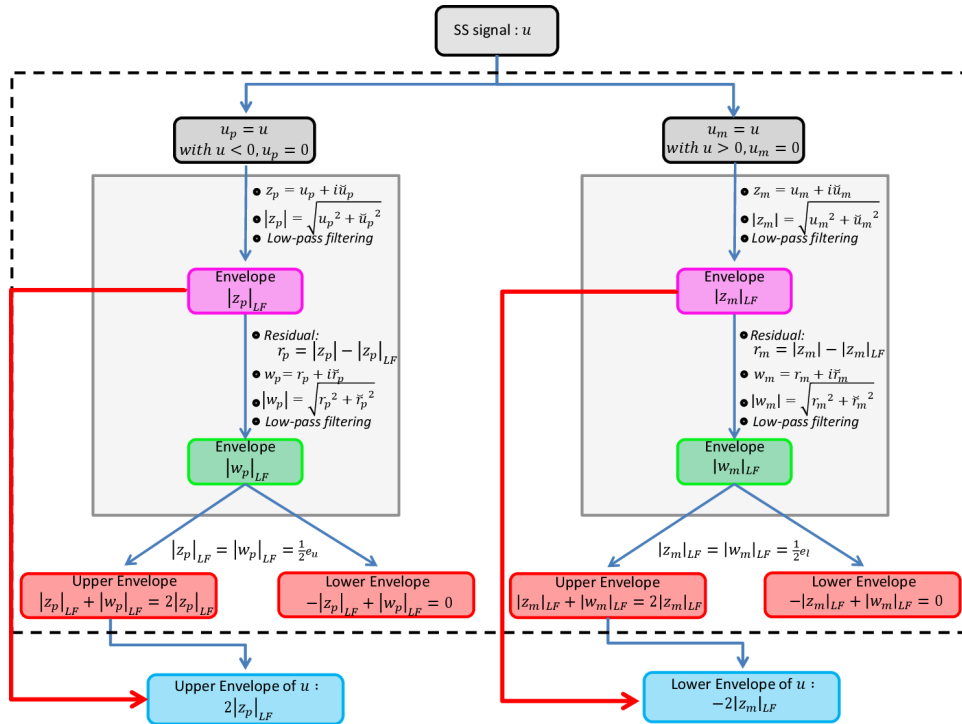 SS signal : u
u_p = u
with u < 0, u_p = 0
z_p = u_p + iŭ_p
|z_p| = √(u_p² + ŭ_p²)
Low-pass filtering
Envelope
|z_p|_LF
Residual:
r_p = |z_p| − |z_p|_LF
w_p = r_p + ir̆_p
|w_p| = √(r_p² + r̆_p²)
Low-pass filtering
Envelope
|w_p|_LF
|z_p|_LF = |w_p|_LF = ½e_u
Upper Envelope
|z_p|_LF + |w_p|_LF = 2|z_p|_LF
Lower Envelope
−|z_p|_LF + |w_p|_LF = 0
Upper Envelope of u :
2|z_p|_LF
u_m = u
with u > 0, u_m = 0
z_m = u_m + iŭ_m
|z_m| = √(u_m² + ŭ_m²)
Low-pass filtering
Envelope
|z_m|_LF
Residual:
r_m = |z_m| − |z_m|_LF
w_m = r_m + ir̆_m
|w_m| = √(r_m² + r̆_m²)
Low-pass filtering
Envelope
|w_m|_LF
|z_m|_LF = |w_m|_LF = ½e_l
Upper Envelope
|z_m|_LF + |w_m|_LF = 2|z_m|_LF
Lower Envelope
−|z_m|_LF + |w_m|_LF = 0
Lower Envelope of u :
−2|z_m|_LF